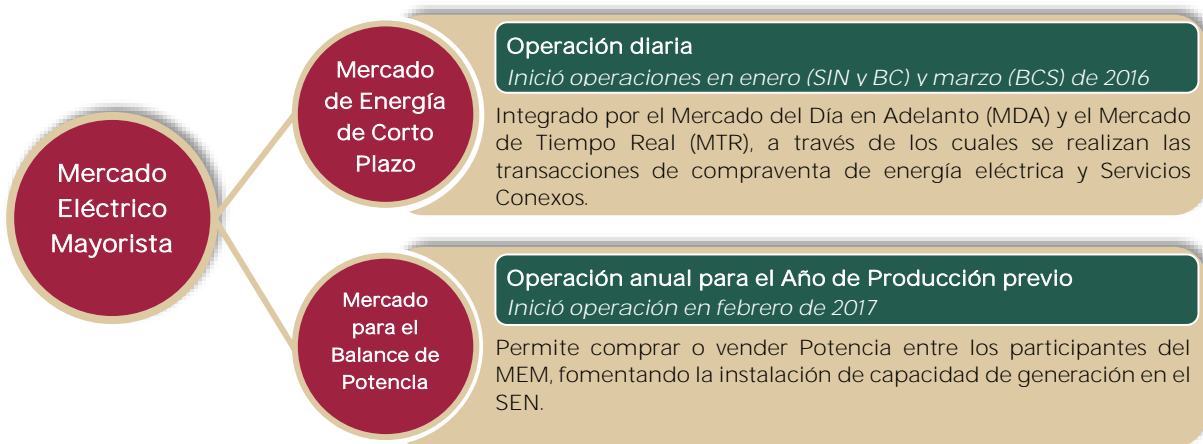 Mercado
Eléctrico
Mayorista
Mercado
de Energía
de Corto
Plazo
Operación diaria
Inició operaciones en enero (SIN y BC) y marzo (BCS) de 2016
Integrado por el Mercado del Día en Adelanto (MDA) y el Mercado
de Tiempo Real (MTR), a través de los cuales se realizan las
transacciones de compraventa de energía eléctrica y Servicios
Conexos.
Mercado
para el
Balance de
Potencia
Operación anual para el Año de Producción previo
Inició operación en febrero de 2017
Permite comprar o vender Potencia entre los participantes del
MEM, fomentando la instalación de capacidad de generación en el
SEN.